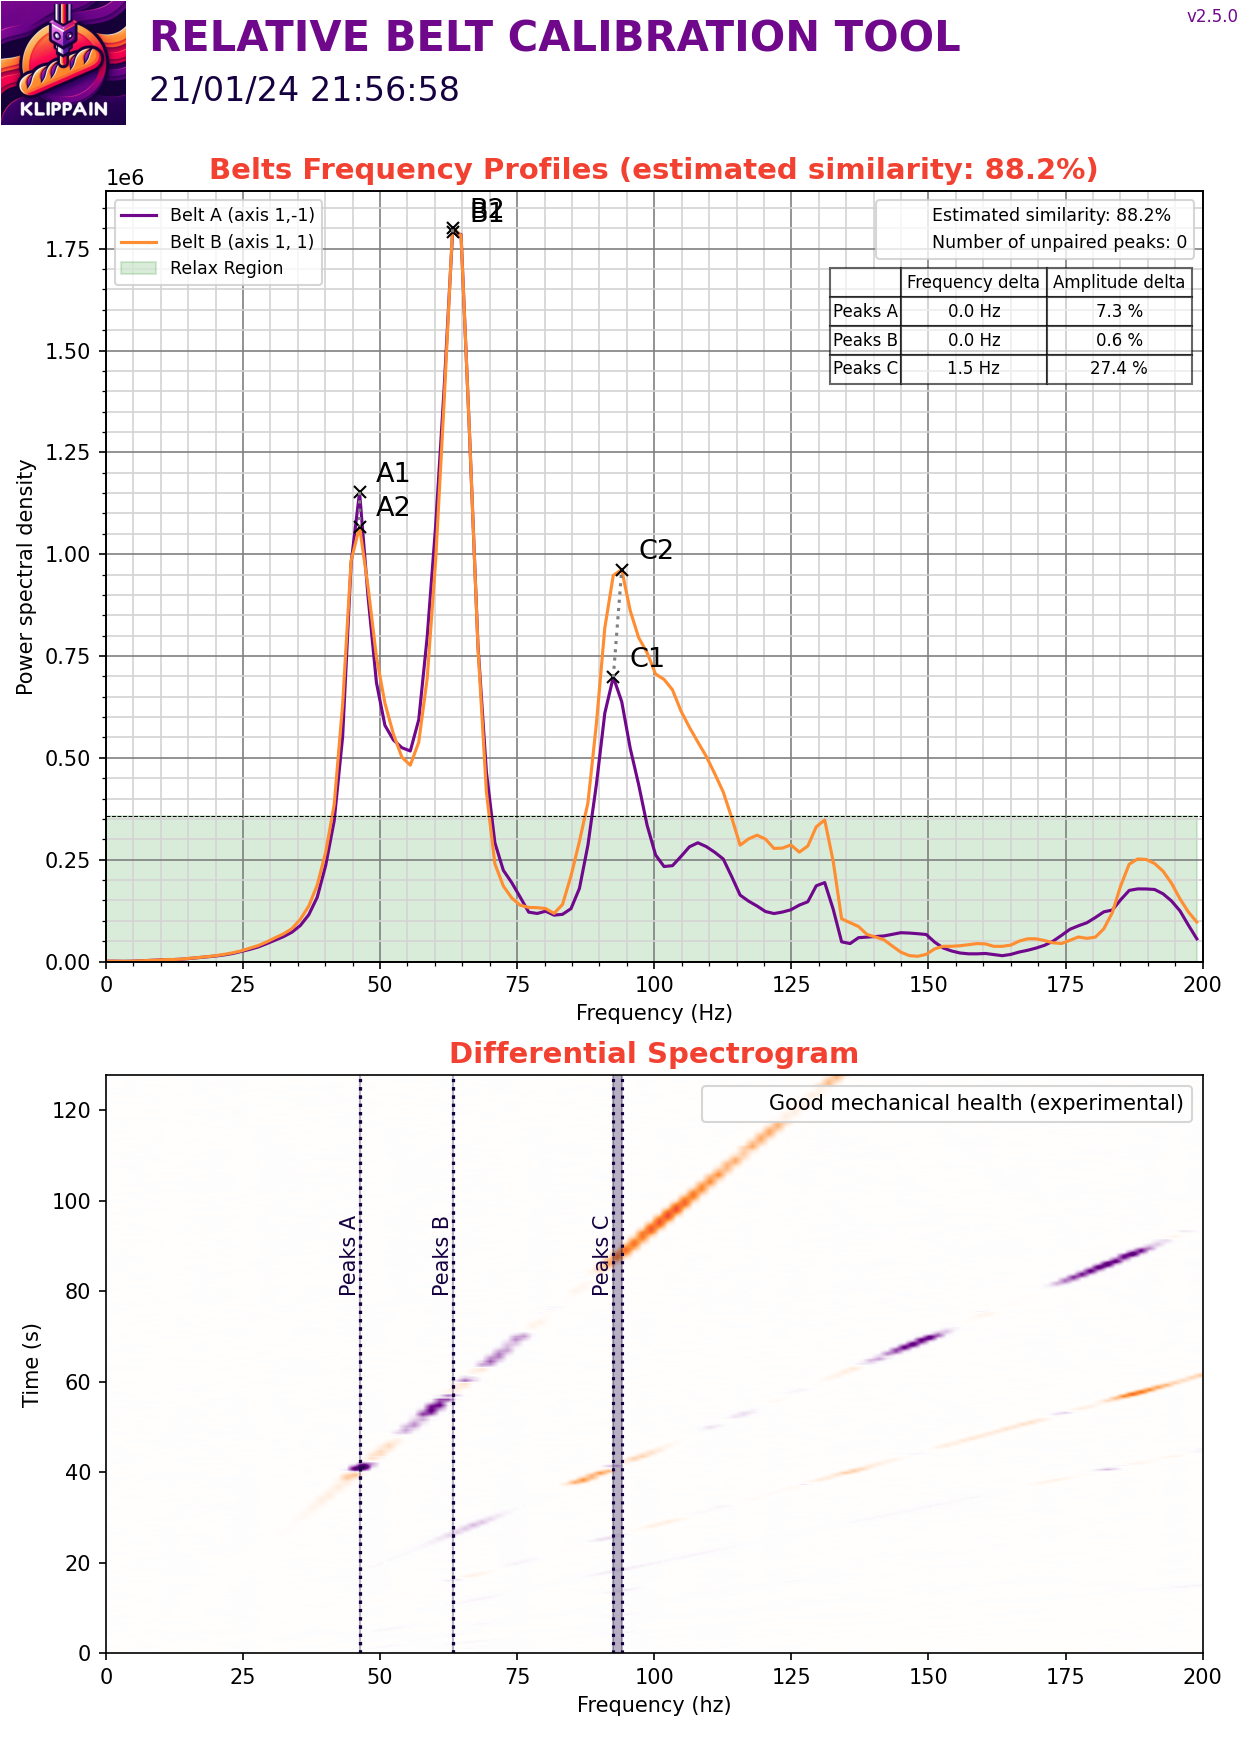 v2.5.0
KLIPPAIN
RELATIVE BELT CALIBRATION TOOL
21/01/24 21:56:58
Belts Frequency Profiles (estimated similarity: 88.2%)
1e6
Belt A (axis 1,-1)
Belt B (axis 1, 1)
Relax Region
B2
B1
Estimated similarity: 88.2%
Number of unpaired peaks: 0
Frequency delta Amplitude delta
Peaks A 0.0 Hz 7.3 %
Peaks B 0.0 Hz 0.6 %
Peaks C 1.5 Hz 27.4 %
A1
A2
C2
C1
Power spectral density
1.75
1.50
1.25
1.00
0.75
0.50
0.25
0.00
0 25 50 75 100 125 150 175 200
Frequency (Hz)
Differential Spectrogram
Good mechanical health (experimental)
Peaks A
Peaks B
Peaks C
Time (s)
120
100
80
60
40
20
0
0 25 50 75 100 125 150 175 200
Frequency (hz)